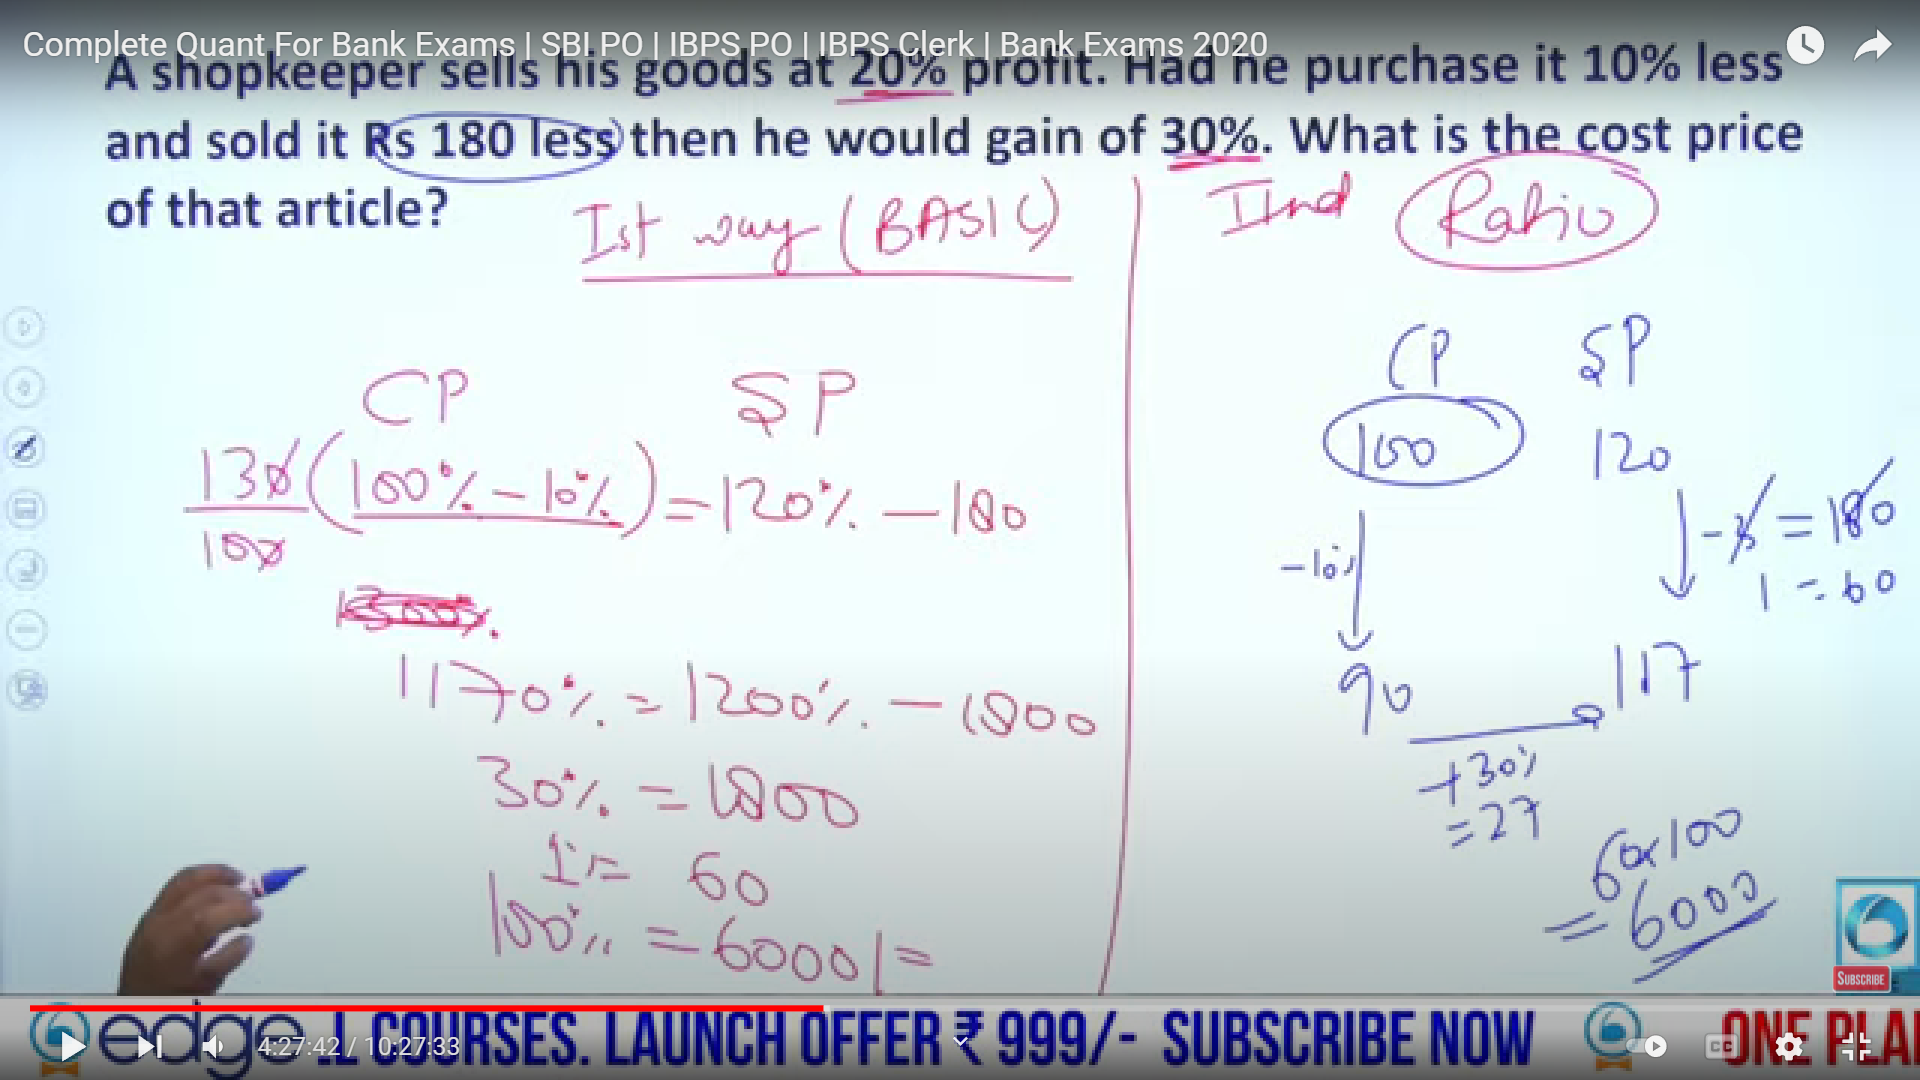 Complete Quant For Bank Exams | SBI PO | IBPS PO | IBPS Clerk | Bank Exams 2020
A shopkeeper sells his goods at 20% profit. Had he purchase it 10% less
and sold it Rs 180 less then he would gain of 30%. What is the cost price
of that article?
Ist way (BASIC)
CP SP
130/100 (100% - 10%) = 120% - 180
1170% = 1200% - 1800
30% = 1800
1% = 60
100% = 6000/=
IInd Ratio
CP SP
100 120
-10% -3 = 180
1 = 60
90 117
+30%
= 27
60x100
= 6000
SUBSCRIBE
edge
LL COURSES. LAUNCH OFFER ₹ 999/- SUBSCRIBE NOW
ONE PLA
4:27:42 / 10:27:33
CC